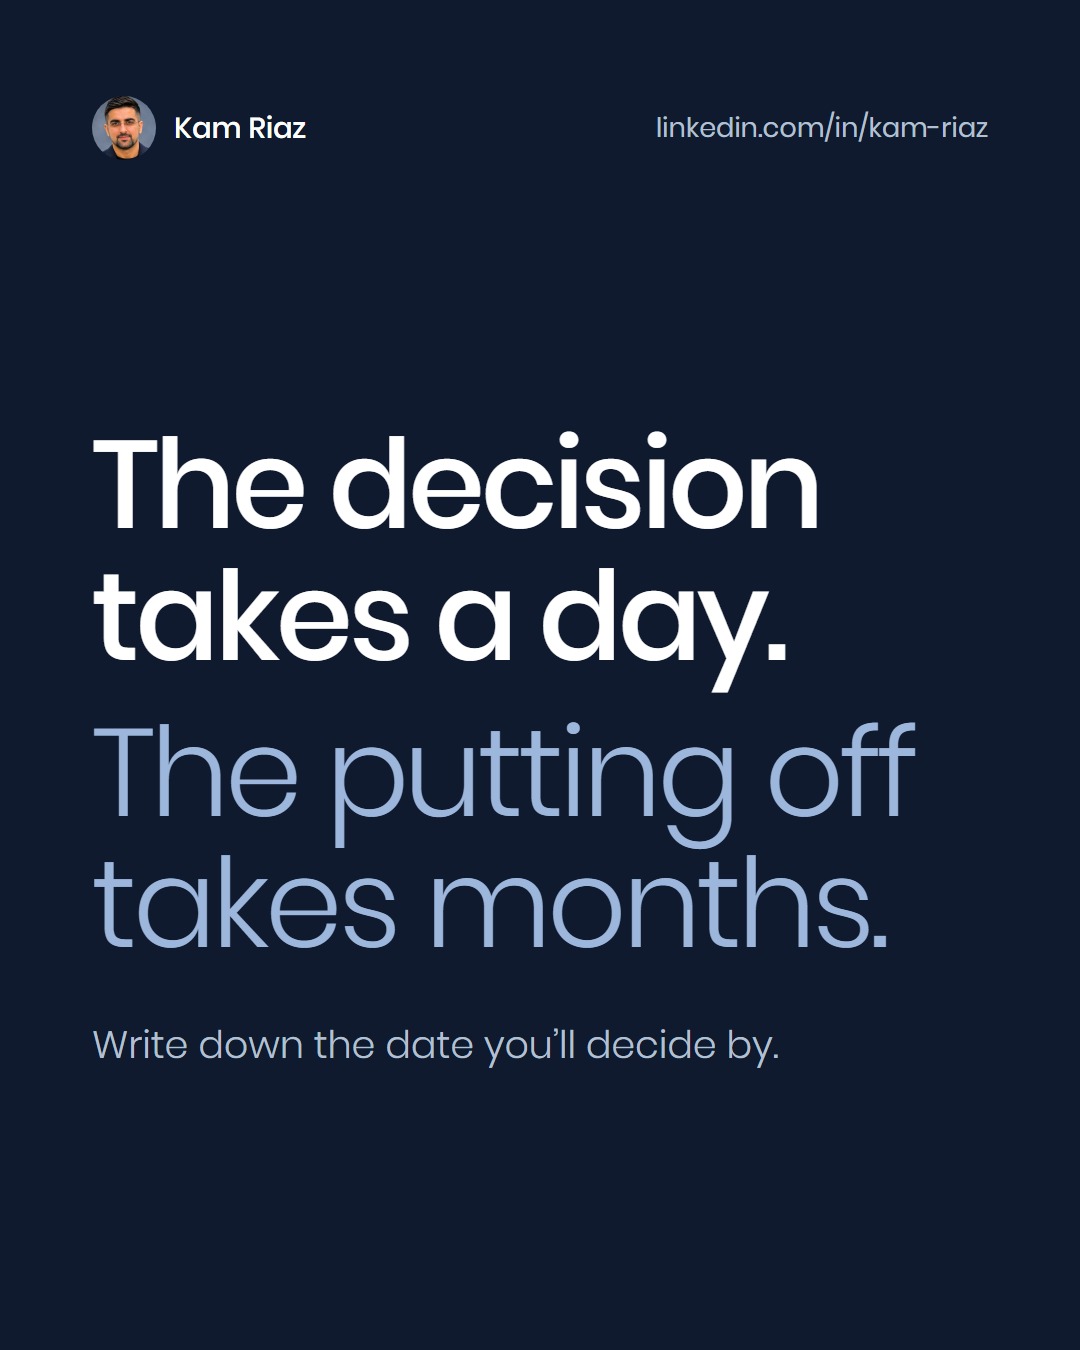 Kam Riaz
linkedin.com/in/kam-riaz
The decision
takes a day.
The putting off
takes months.
Write down the date you’ll decide by.